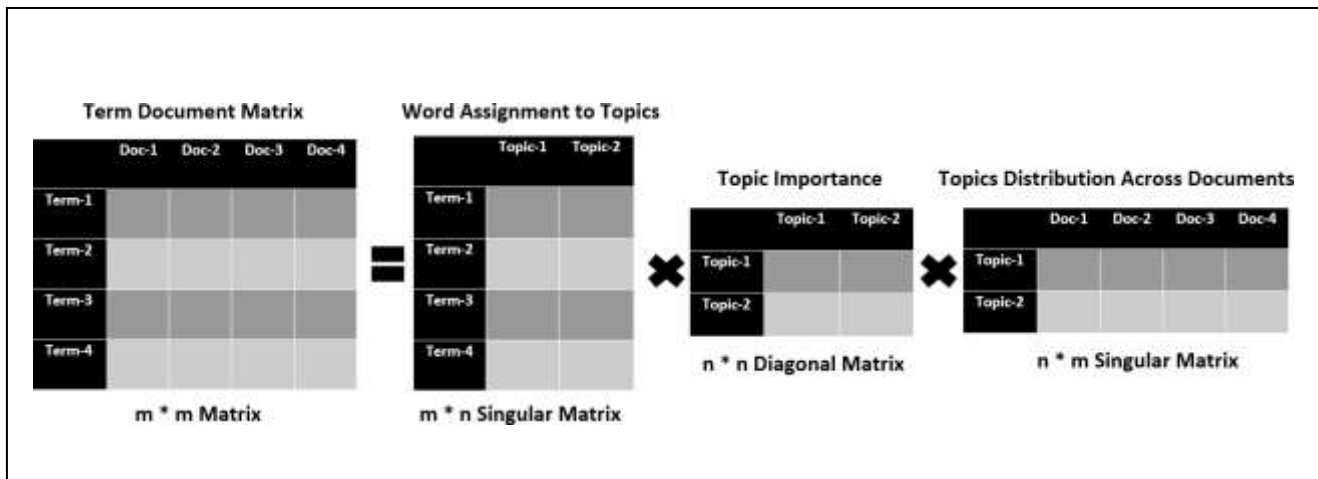 Term Document Matrix
Doc-1 Doc-2 Doc-3 Doc-4
Term-1
Term-2
Term-3
Term-4
m * m Matrix
Word Assignment to Topics
Topic-1 Topic-2
Term-1
Term-2
Term-3
Term-4
m * n Singular Matrix
Topic Importance
Topic-1 Topic-2
Topic-1
Topic-2
n * n Diagonal Matrix
Topics Distribution Across Documents
Doc-1 Doc-2 Doc-3 Doc-4
Topic-1
Topic-2
n * m Singular Matrix